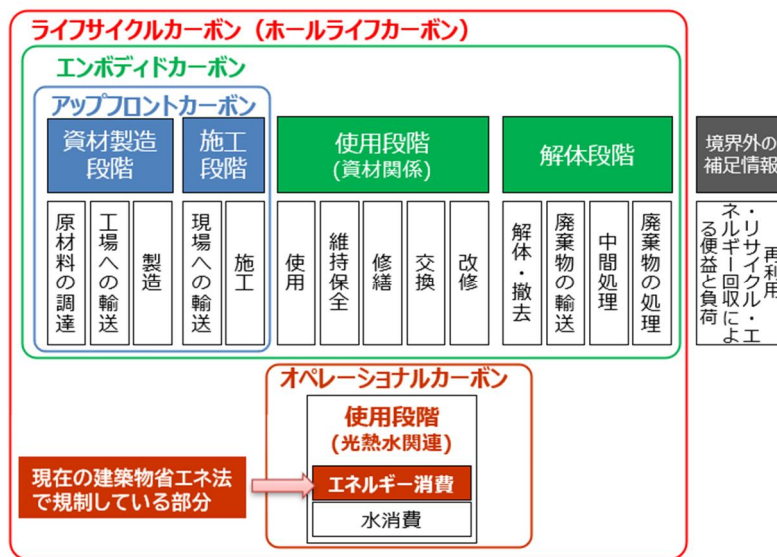 ライフサイクルカーボン（ホールライフカーボン）
エンボディドカーボン
アップフロントカーボン
資材製造
段階
施工
段階
使用段階
(資材関係)
解体段階
境界外の
補足情報
原材料の調達
工場への輸送
製造
現場への輸送
施工
使用
維持保全
修繕
交換
改修
解体・撤去
廃棄物の輸送
中間処理
廃棄物の処理
再利用
・リサイクル・エ
ネルギー回収によ
る便益と負荷
オペレーショナルカーボン
使用段階
(光熱水関連)
エネルギー消費
水消費
現在の建築物省エネ法
で規制している部分